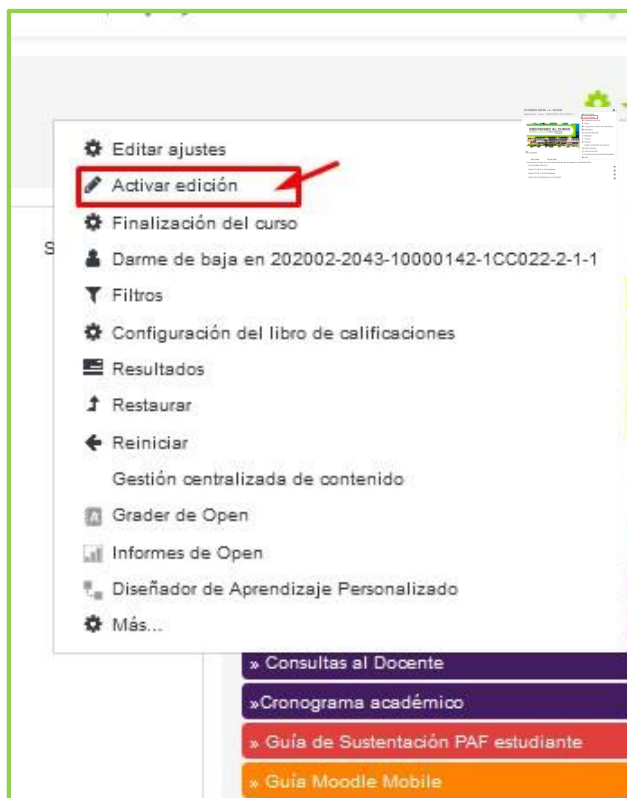 Editar ajustes
Activar edición
Finalización del curso
S
Darme de baja en 202002-2043-10000142-1CC022-2-1-1
Filtros
Configuración del libro de calificaciones
Resultados
Restaurar
Reiniciar
Gestión centralizada de contenido
Grader de Open
Informes de Open
Diseñador de Aprendizaje Personalizado
Más...
» Consultas al Docente
»Cronograma académico
» Guía de Sustentación PAF estudiante
» Guía Moodle Mobile